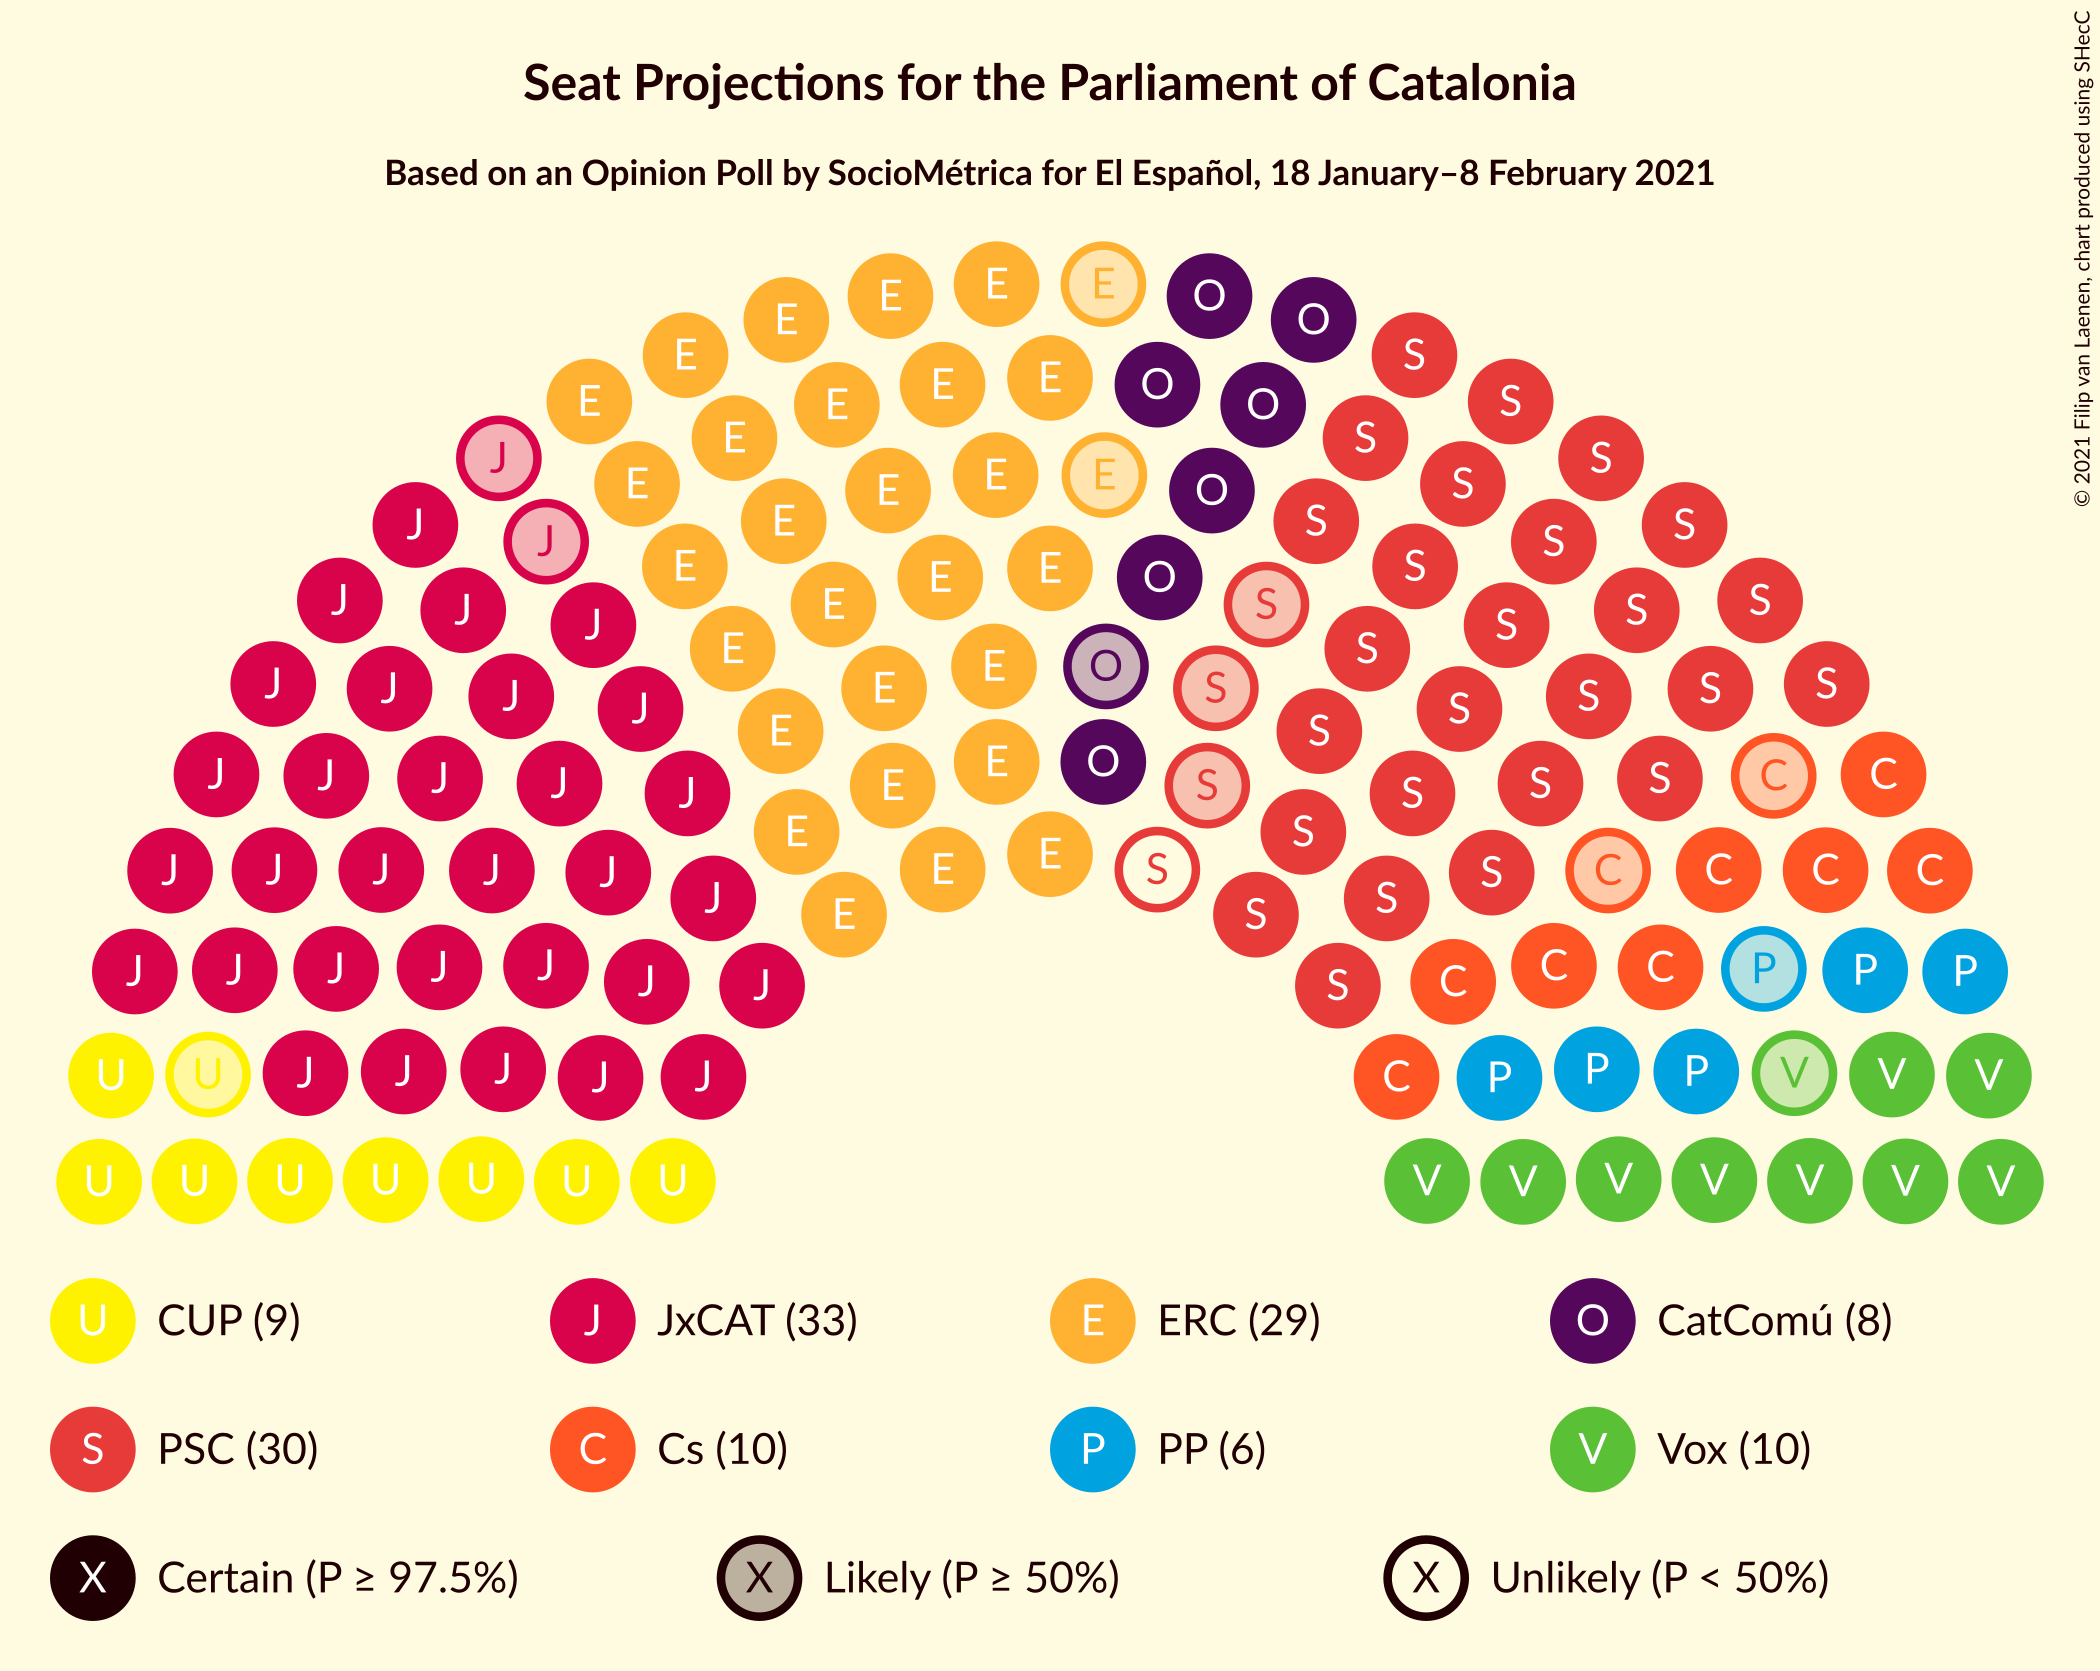 Seat Projections for the Parliament of Catalonia
Based on an Opinion Poll by SocioMétrica for El Español, 18 January–8 February 2021
© 2021 Filip van Laenen, chart produced using SHecC
E E E O O
E E E E E O O S S
J E E E E E O S S S
J J E E E E O S S S S
J J J E E E E O S S S S S
J J J J E E E O S S S S S S
J J J J J E E E O S S S S S C C
J J J J J J E E E S S S S C C C C
J J J J J J J E S S C C C P P P
U U J J J J J C P P P V V V
U U U U U U U V V V V V V V
U CUP (9)
J JxCAT (33)
E ERC (29)
O CatComú (8)
S PSC (30)
C Cs (10)
P PP (6)
V Vox (10)
X Certain (P ≥ 97.5%)
X Likely (P ≥ 50%)
X Unlikely (P < 50%)